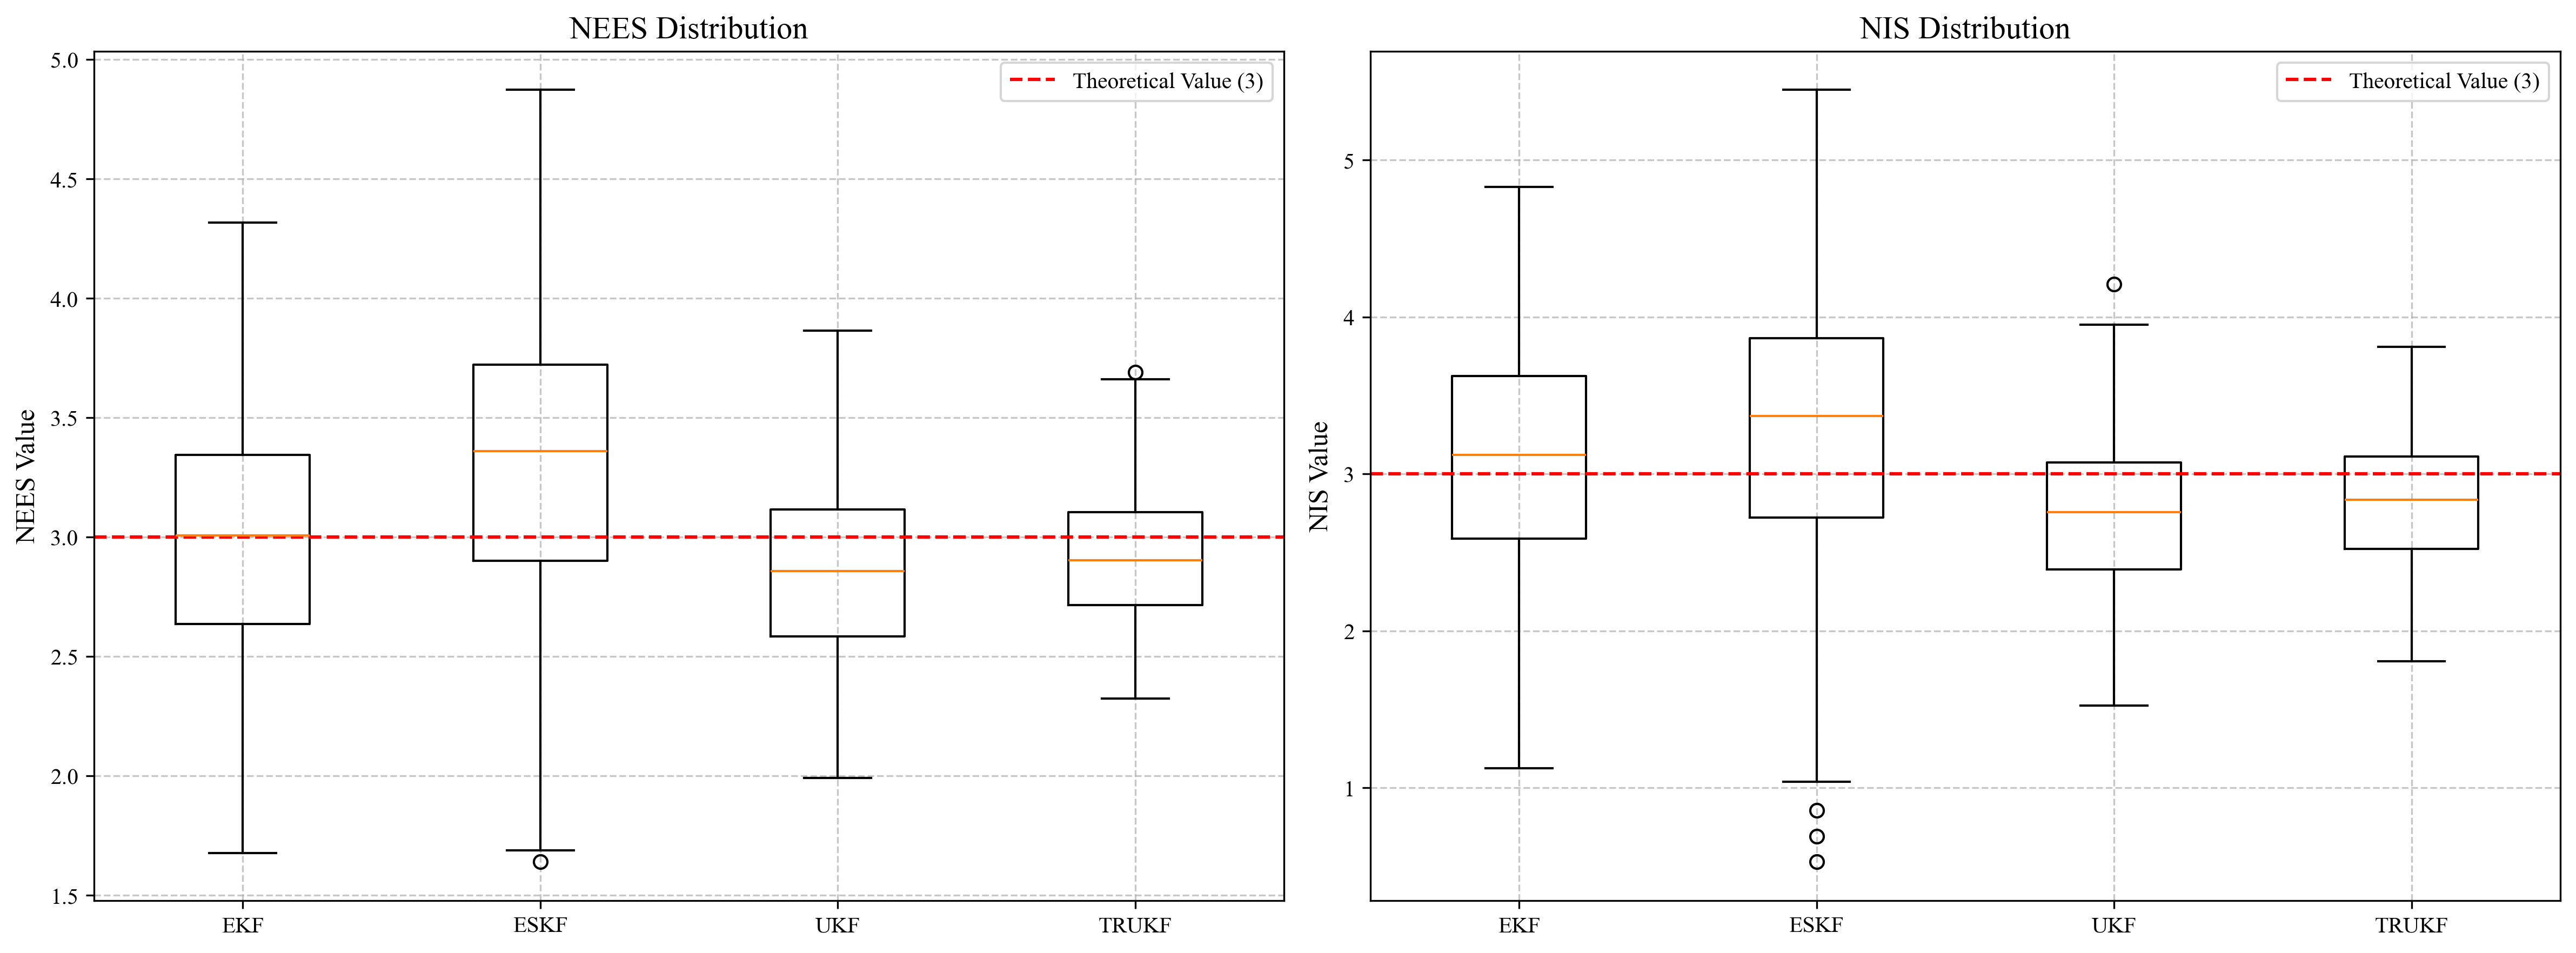 NEES Distribution
Theoretical Value (3)
NEES Value
5.0
4.5
4.0
3.5
3.0
2.5
2.0
1.5
EKF
ESKF
UKF
TRUKF
NIS Distribution
Theoretical Value (3)
NIS Value
5
4
3
2
1
EKF
ESKF
UKF
TRUKF